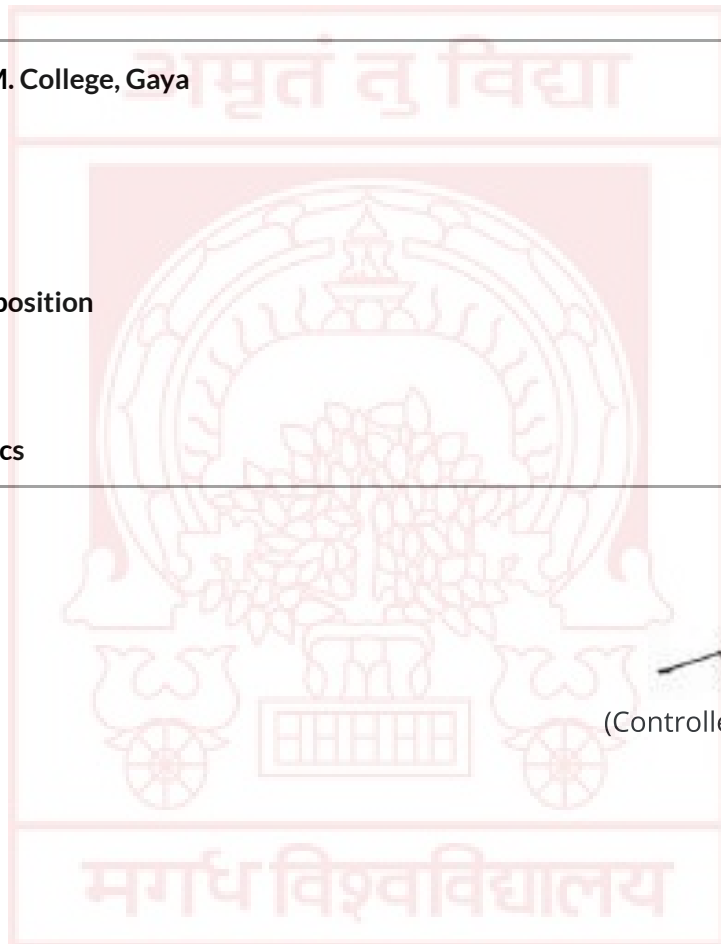 अमृतं तु विद्या
M. College, Gaya
position
cs
(Controlle
मगध विश्वविद्यालय